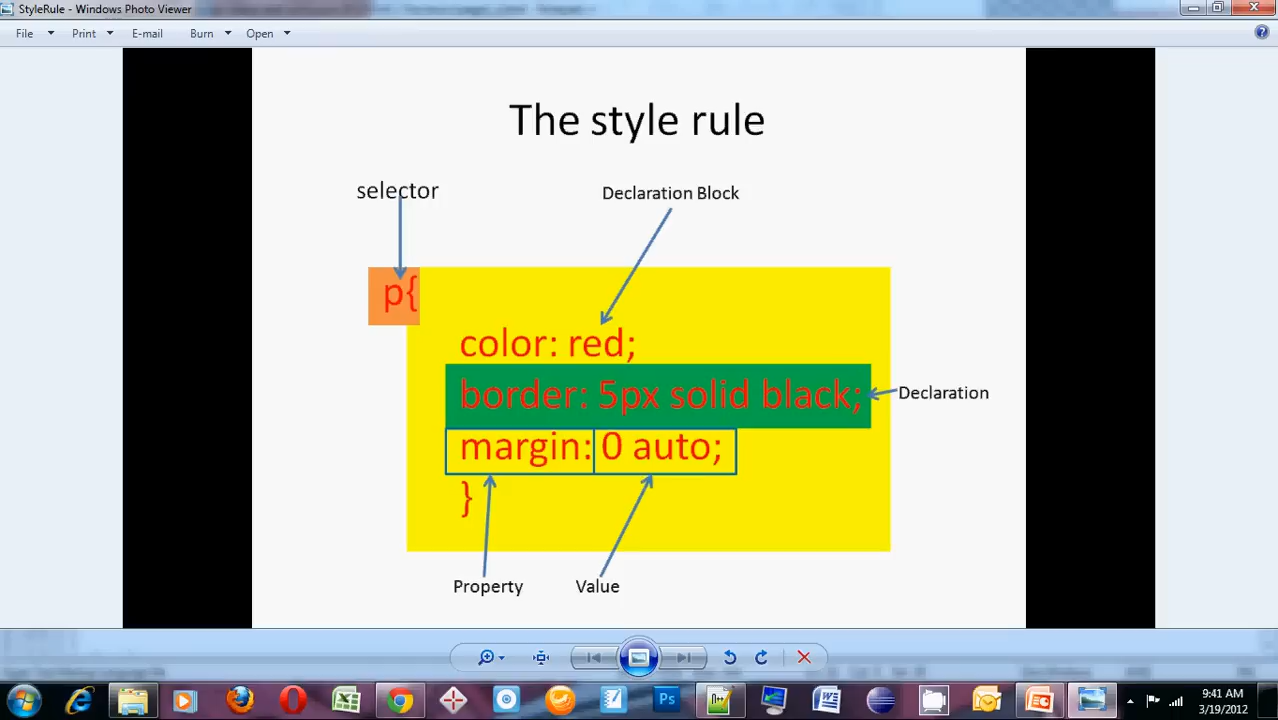 StyleRule - Windows Photo Viewer
File Print E-mail Burn Open
The style rule
selector
Declaration Block
p{
color: red;
border: 5px solid black;
Declaration
margin: 0 auto;
}
Property Value
Ps
9:41 AM
3/19/2012